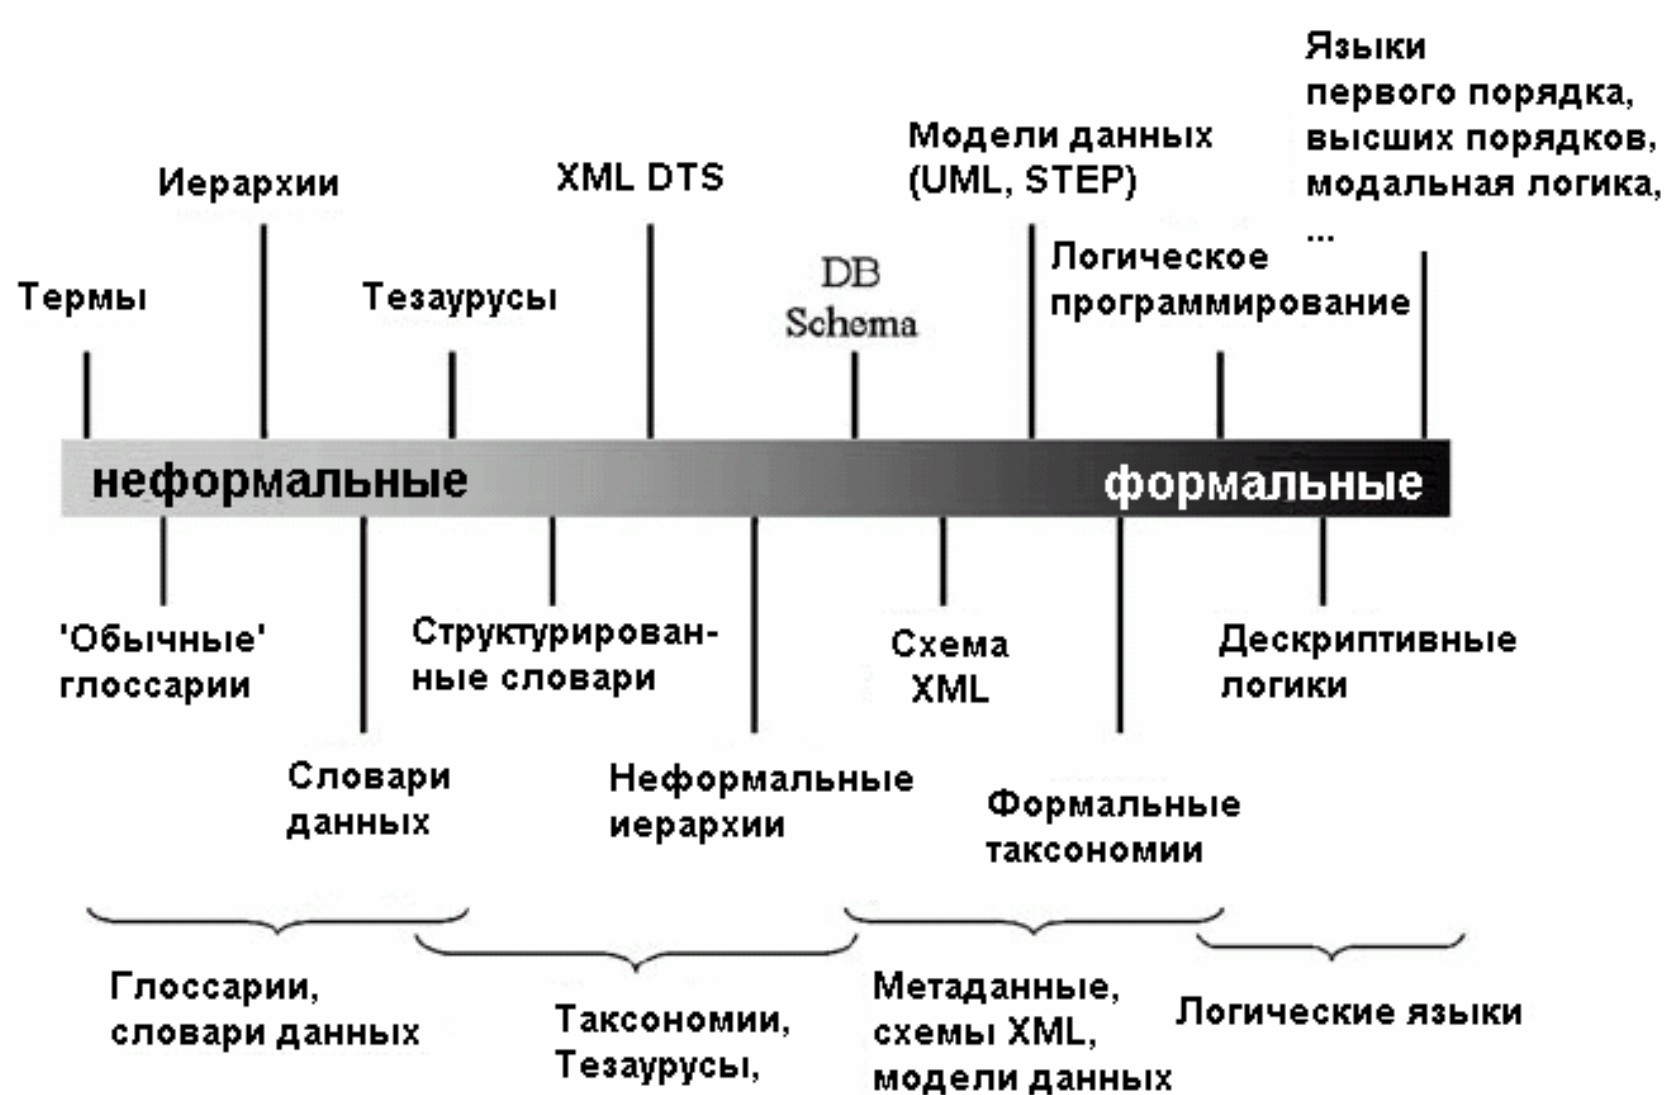 Языки
первого порядка,
высших порядков,
модальная логика,
...
Модели данных
(UML, STEP)
Иерархии
XML DTS
Логическое
программирование
DB
Schema
Термы
Тезаурусы
неформальные
формальные
'Обычные'
глоссарии
Структурирован-
ные словари
Схема
XML
Дескриптивные
логики
Словари
данных
Неформальные
иерархии
Формальные
таксономии
Глоссарии,
словари данных
Таксономии,
Тезаурусы,
Метаданные,
схемы XML,
модели данных
Логические языки